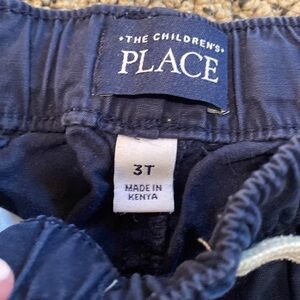 THE CHILDREN'S
PLACE
3T
MADE IN
KENYA